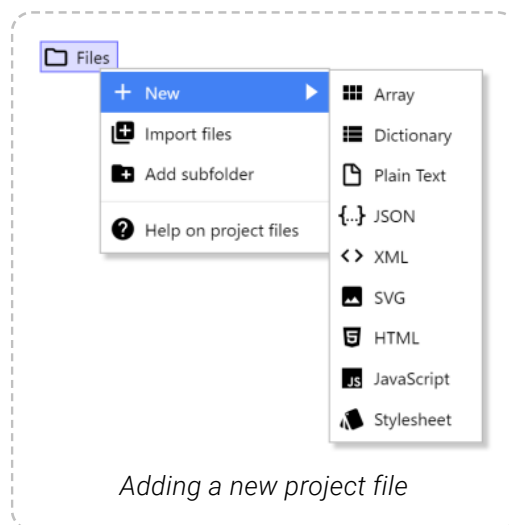 Files
New
Import files
Add subfolder
Help on project files
Array
Dictionary
Plain Text
{...} JSON
XML
SVG
HTML
JS JavaScript
Stylesheet
Adding a new project file